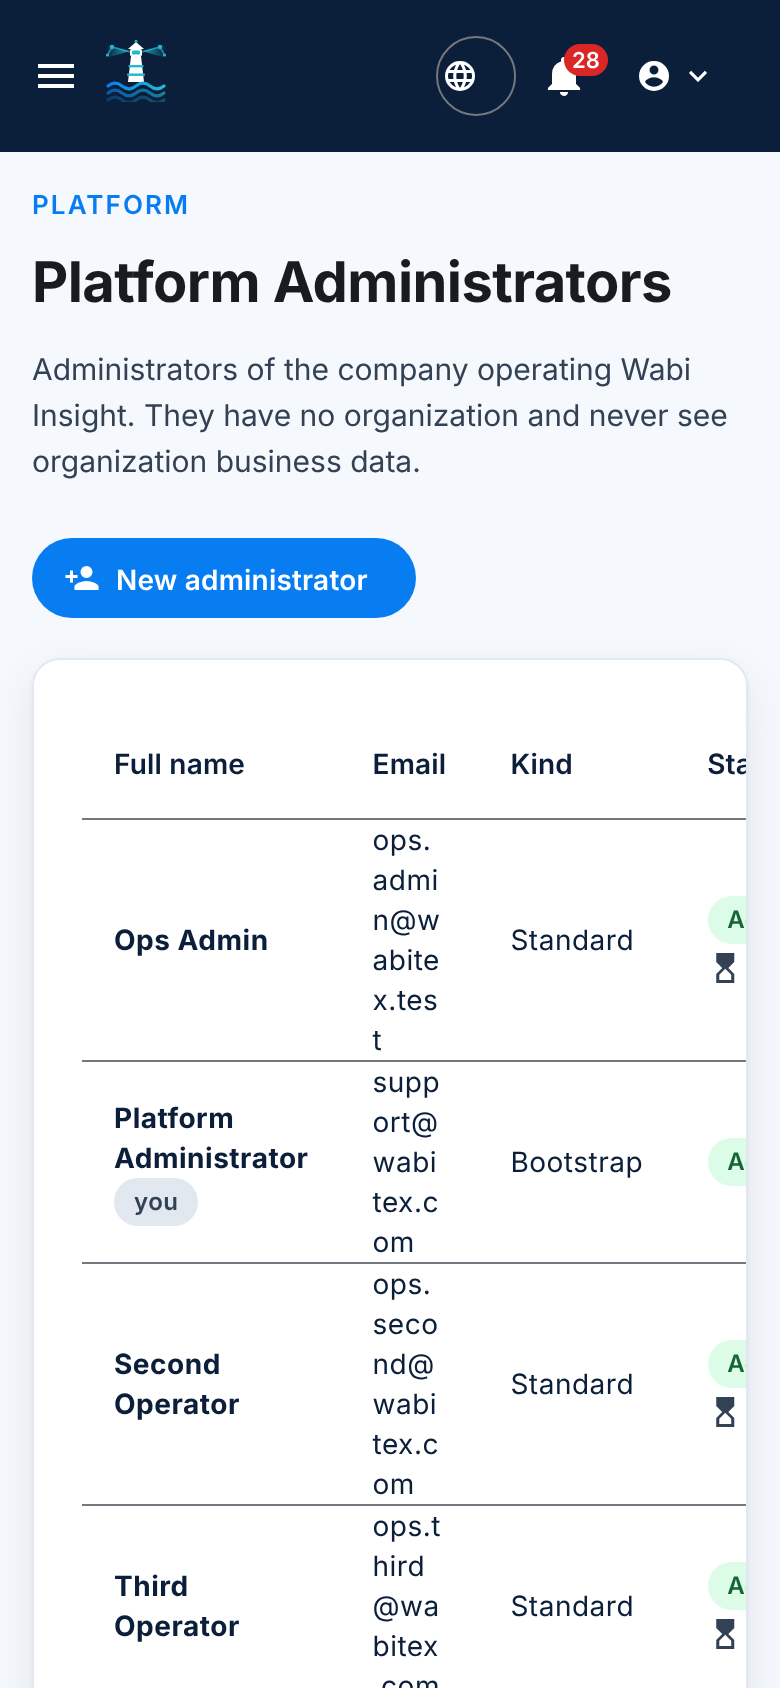 28
PLATFORM
Platform Administrators
Administrators of the company operating Wabi
Insight. They have no organization and never see
organization business data.
New administrator
Full name Email Kind Sta
ops.
admi
n@w
abite
x.tes
t
Ops Admin
Standard
A
Platform
Administrator
you
supp
ort@
wabi
tex.c
om
Bootstrap
A
Second
Operator
ops.
seco
nd@
wabi
tex.c
om
Standard
A
Third
Operator
ops.t
hird
@wa
bitex
.com
Standard
A